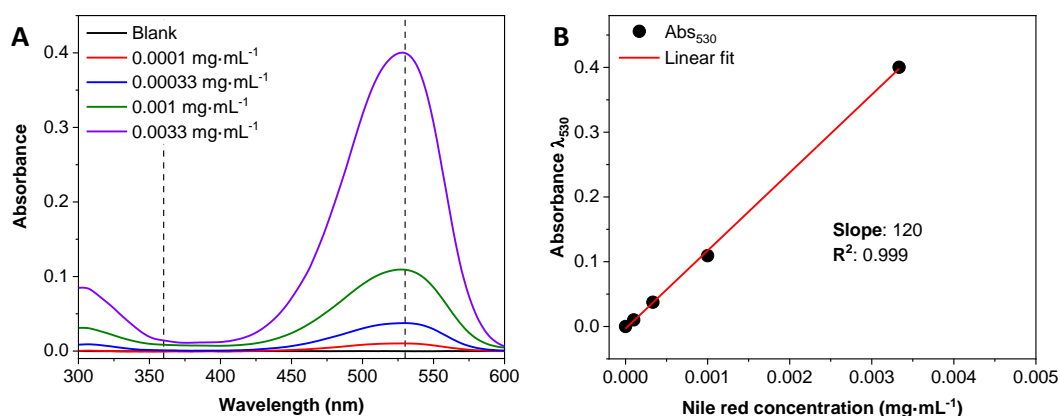 A
Blank
0.0001 mg·mL⁻¹
0.00033 mg·mL⁻¹
0.001 mg·mL⁻¹
0.0033 mg·mL⁻¹
Absorbance
0.4
0.3
0.2
0.1
0.0
300 350 400 450 500 550 600
Wavelength (nm)
B
Abs₅₃₀
Linear fit
Absorbance λ₅₃₀
0.4
0.3
0.2
0.1
0.0
Slope: 120
R²: 0.999
0.000 0.001 0.002 0.003 0.004 0.005
Nile red concentration (mg·mL⁻¹)